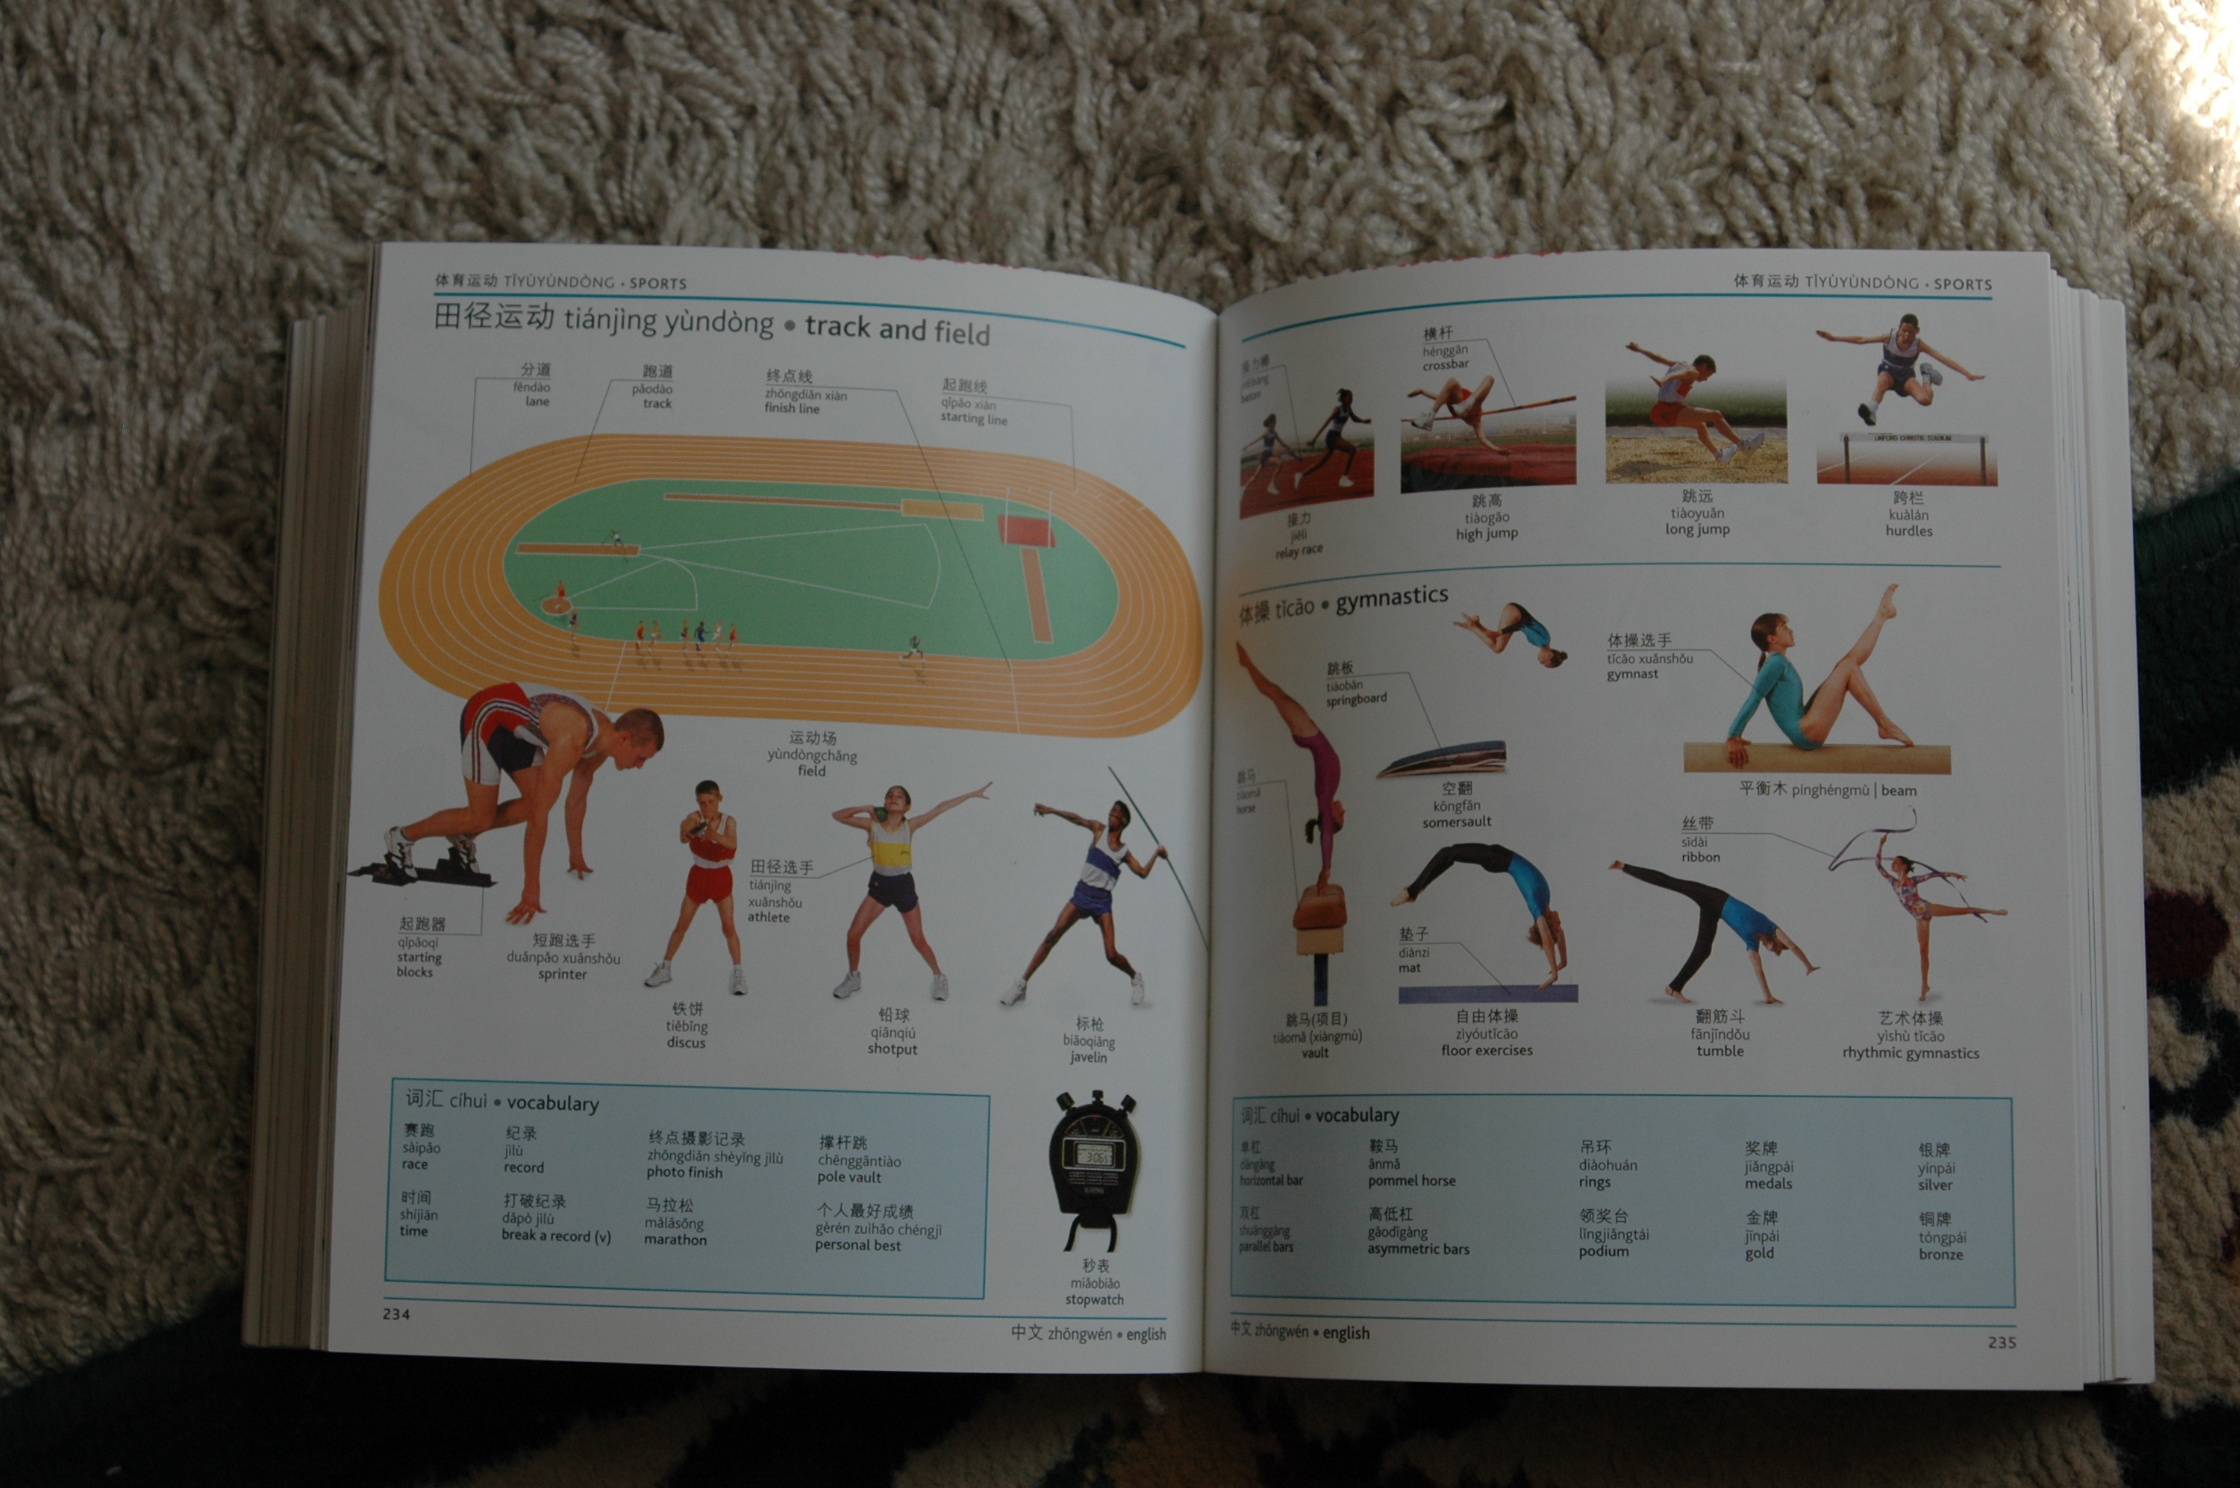 体育运动 TǏYÙYÙNDÒNG • SPORTS
田径运动 tiánjìng yùndòng • track and field
分道
fēndào
lane
跑道
pǎodào
track
终点线
zhōngdiǎn xiàn
finish line
起跑线
qǐpǎo xiàn
starting line
运动场
yùndòngchǎng
field
田径选手
tiánjìng
xuǎnshǒu
athlete
起跑器
qǐpǎoqì
starting
blocks
短跑选手
duǎnpǎo xuǎnshǒu
sprinter
铁饼
tiěbǐng
discus
铅球
qiānqiú
shotput
标枪
biāoqiāng
javelin
词汇 cíhuì • vocabulary
赛跑
sàipǎo
race
纪录
jìlù
record
终点摄影记录
zhōngdiǎn shèyǐng jìlù
photo finish
撑杆跳
chēnggāntiào
pole vault
时间
shíjiān
time
打破纪录
dǎpò jìlù
break a record (v)
马拉松
mǎlāsōng
marathon
个人最好成绩
gèrén zuìhǎo chéngjì
personal best
秒表
miǎobiǎo
stopwatch
234
中文 zhōngwén • english
体育运动 TǏYÙYÙNDÒNG • SPORTS
接力棒
接力
jiēlì
relay race
横杆
hénggān
crossbar
跳高
tiàogāo
high jump
跳远
tiàoyuǎn
long jump
跨栏
kuàlán
hurdles
体操 tǐcāo • gymnastics
跳板
tiàobǎn
springboard
体操选手
tǐcāo xuǎnshǒu
gymnast
跳马
horse
空翻
kōngfān
somersault
平衡木 pínghéngmù | beam
丝带
sīdài
ribbon
垫子
diànzi
mat
跳马(项目)
tiàomǎ (xiàngmù)
vault
自由体操
zìyóutǐcāo
floor exercises
翻筋斗
fānjīndǒu
tumble
艺术体操
yìshù tǐcāo
rhythmic gymnastics
词汇 cíhuì • vocabulary
单杠
dāngàng
horizontal bar
鞍马
ānmǎ
pommel horse
吊环
diàohuán
rings
奖牌
jiǎngpái
medals
银牌
yínpái
silver
双杠
shuānggàng
parallel bars
高低杠
gāodīgàng
asymmetric bars
领奖台
lǐngjiǎngtái
podium
金牌
jīnpái
gold
铜牌
tóngpái
bronze
中文 zhōngwén • english
235